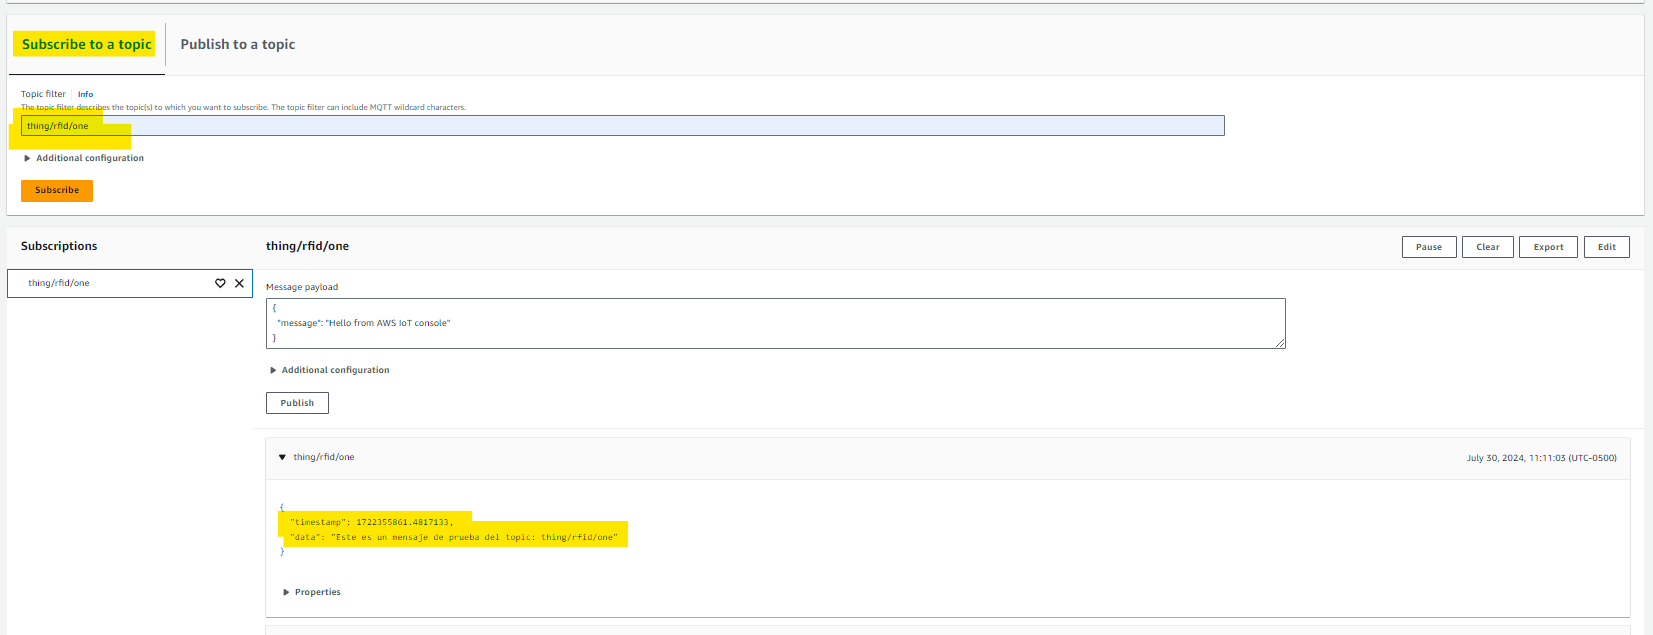 Subscribe to a topic
Publish to a topic
Topic filter
Info
The topic filter describes the topic(s) to which you want to subscribe. The topic filter can include MQTT wildcard characters.
thing/rfid/one
Additional configuration
Subscribe
Subscriptions
thing/rfid/one
Pause
Clear
Export
Edit
thing/rfid/one
Message payload
{
"message": "Hello from AWS IoT console"
}
Additional configuration
Publish
thing/rfid/one
July 30, 2024, 11:11:03 (UTC-0500)
{
"timestamp": 1722355861.4817133,
"data": "Este es un mensaje de prueba del topic: thing/rfid/one"
}
Properties